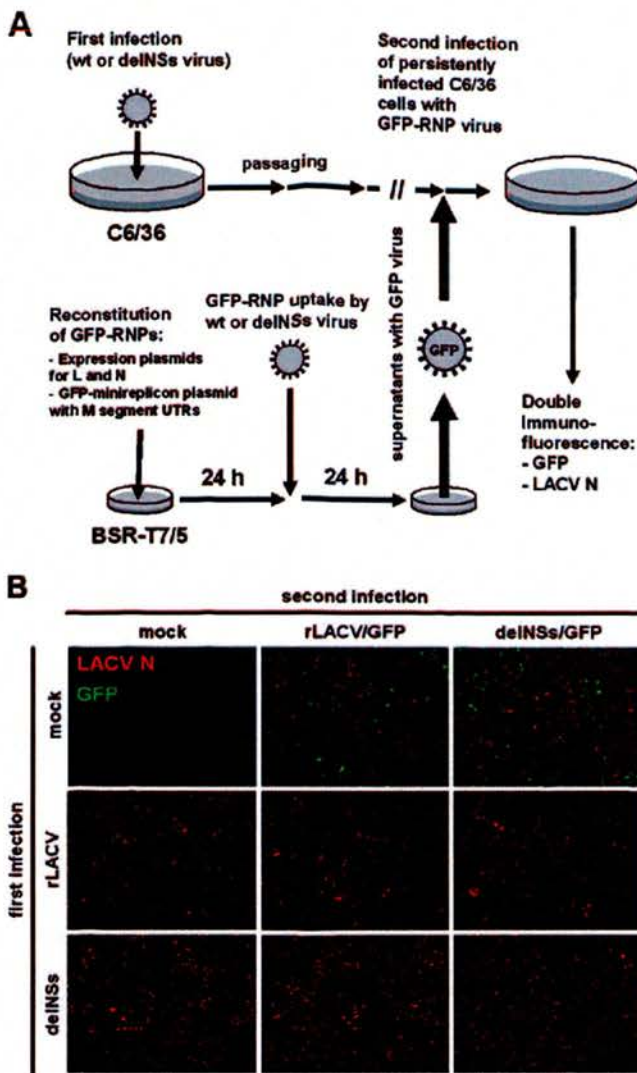 A
First infection
(wt or delNSs virus)
Second infection
of persistently
infected C6/36
cells with
GFP-RNP virus
passaging
//
C6/36
Reconstitution
of GFP-RNPs:
- Expression plasmids
for L and N
- GFP-minireplicon plasmid
with M segment UTRs
GFP-RNP uptake by
wt or delNSs virus
supernatants with GFP virus
GFP
Double
Immuno-
fluorescence:
- GFP
- LACV N
24 h
24 h
BSR-T7/5
B
second infection
mock
rLACV/GFP
delNSs/GFP
first infection
mock
LACV N
GFP
rLACV
delNSs